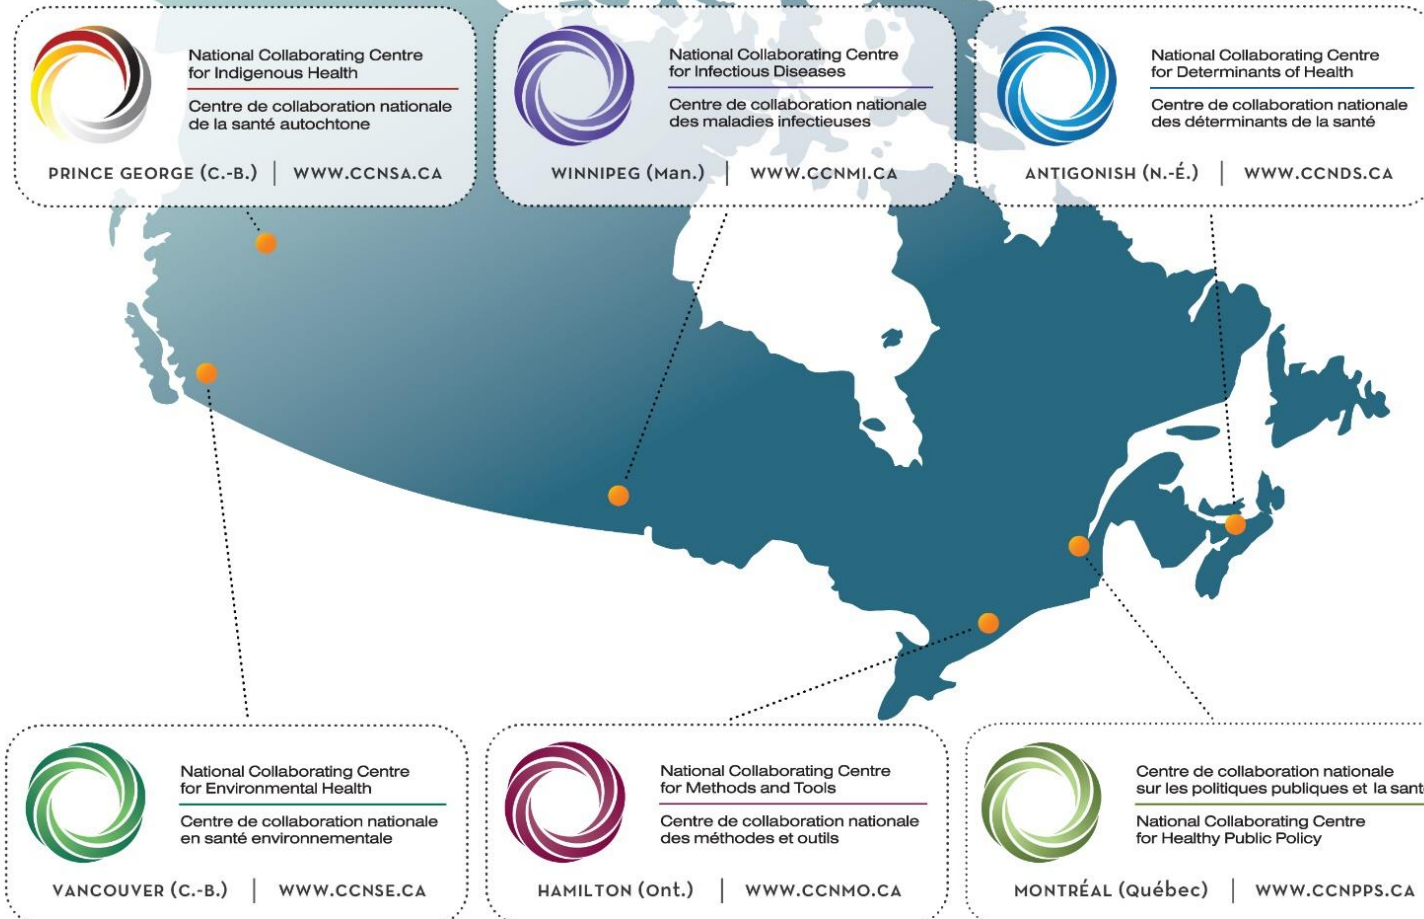 National Collaborating Centre
for Indigenous Health
Centre de collaboration nationale
de la santé autochtone
PRINCE GEORGE (C.-B.) | WWW.CCNSA.CA
National Collaborating Centre
for Infectious Diseases
Centre de collaboration nationale
des maladies infectieuses
WINNIPEG (Man.) | WWW.CCNMI.CA
National Collaborating Centre
for Determinants of Health
Centre de collaboration nationale
des déterminants de la santé
ANTIGONISH (N.-É.) | WWW.CCNDS.CA
National Collaborating Centre
for Environmental Health
Centre de collaboration nationale
en santé environnementale
VANCOUVER (C.-B.) | WWW.CCNSE.CA
National Collaborating Centre
for Methods and Tools
Centre de collaboration nationale
des méthodes et outils
HAMILTON (Ont.) | WWW.CCNMO.CA
Centre de collaboration nationale
sur les politiques publiques et la santé
National Collaborating Centre
for Healthy Public Policy
MONTRÉAL (Québec) | WWW.CCNPPS.CA